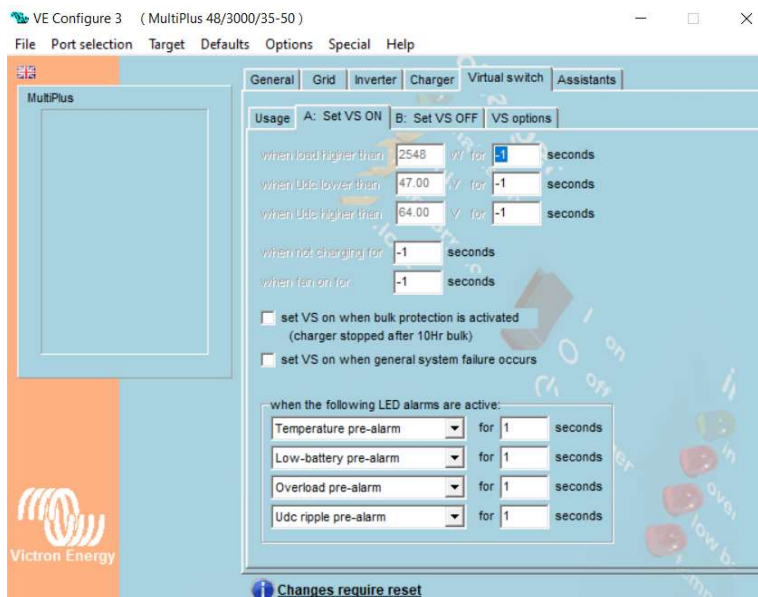 VE Configure 3 ( MultiPlus 48/3000/35-50 )
File Port selection Target Defaults Options Special Help
General Grid Inverter Charger Virtual switch Assistants
MultiPlus
Usage A: Set VS ON B: Set VS OFF VS options
when load higher than 2548 W for -1 seconds
when Udc lower than 47.00 V for -1 seconds
when Udc higher than 64.00 V for -1 seconds
when not charging for -1 seconds
when fan on for -1 seconds
set VS on when bulk protection is activated
(charger stopped after 10Hr bulk)
set VS on when general system failure occurs
when the following LED alarms are active:
Temperature pre-alarm for 1 seconds
Low-battery pre-alarm for 1 seconds
Overload pre-alarm for 1 seconds
Udc ripple pre-alarm for 1 seconds
Victron Energy
Changes require reset